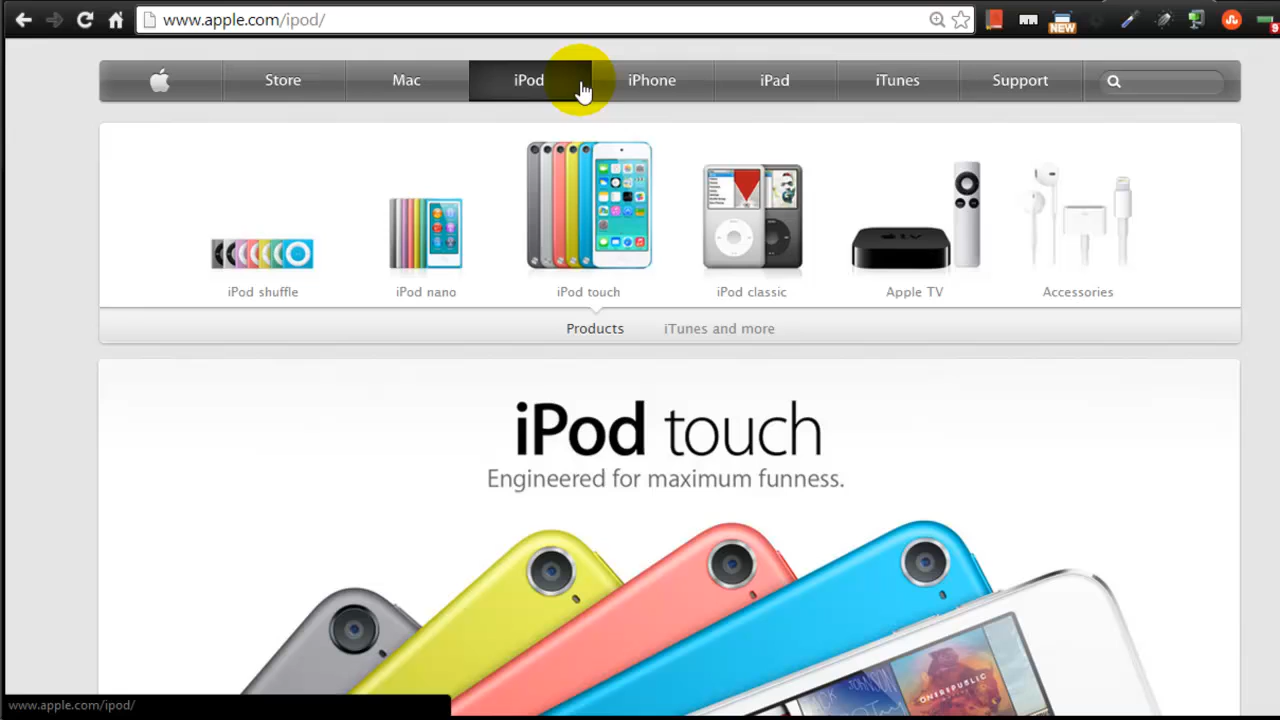 www.apple.com/ipod/
NEW
9
Store Mac iPod iPhone iPad iTunes Support
iPod shuffle iPod nano iPod touch iPod classic Apple TV Accessories
Products iTunes and more
iPod touch
Engineered for maximum funness.
ONEREPUBLIC
www.apple.com/ipod/